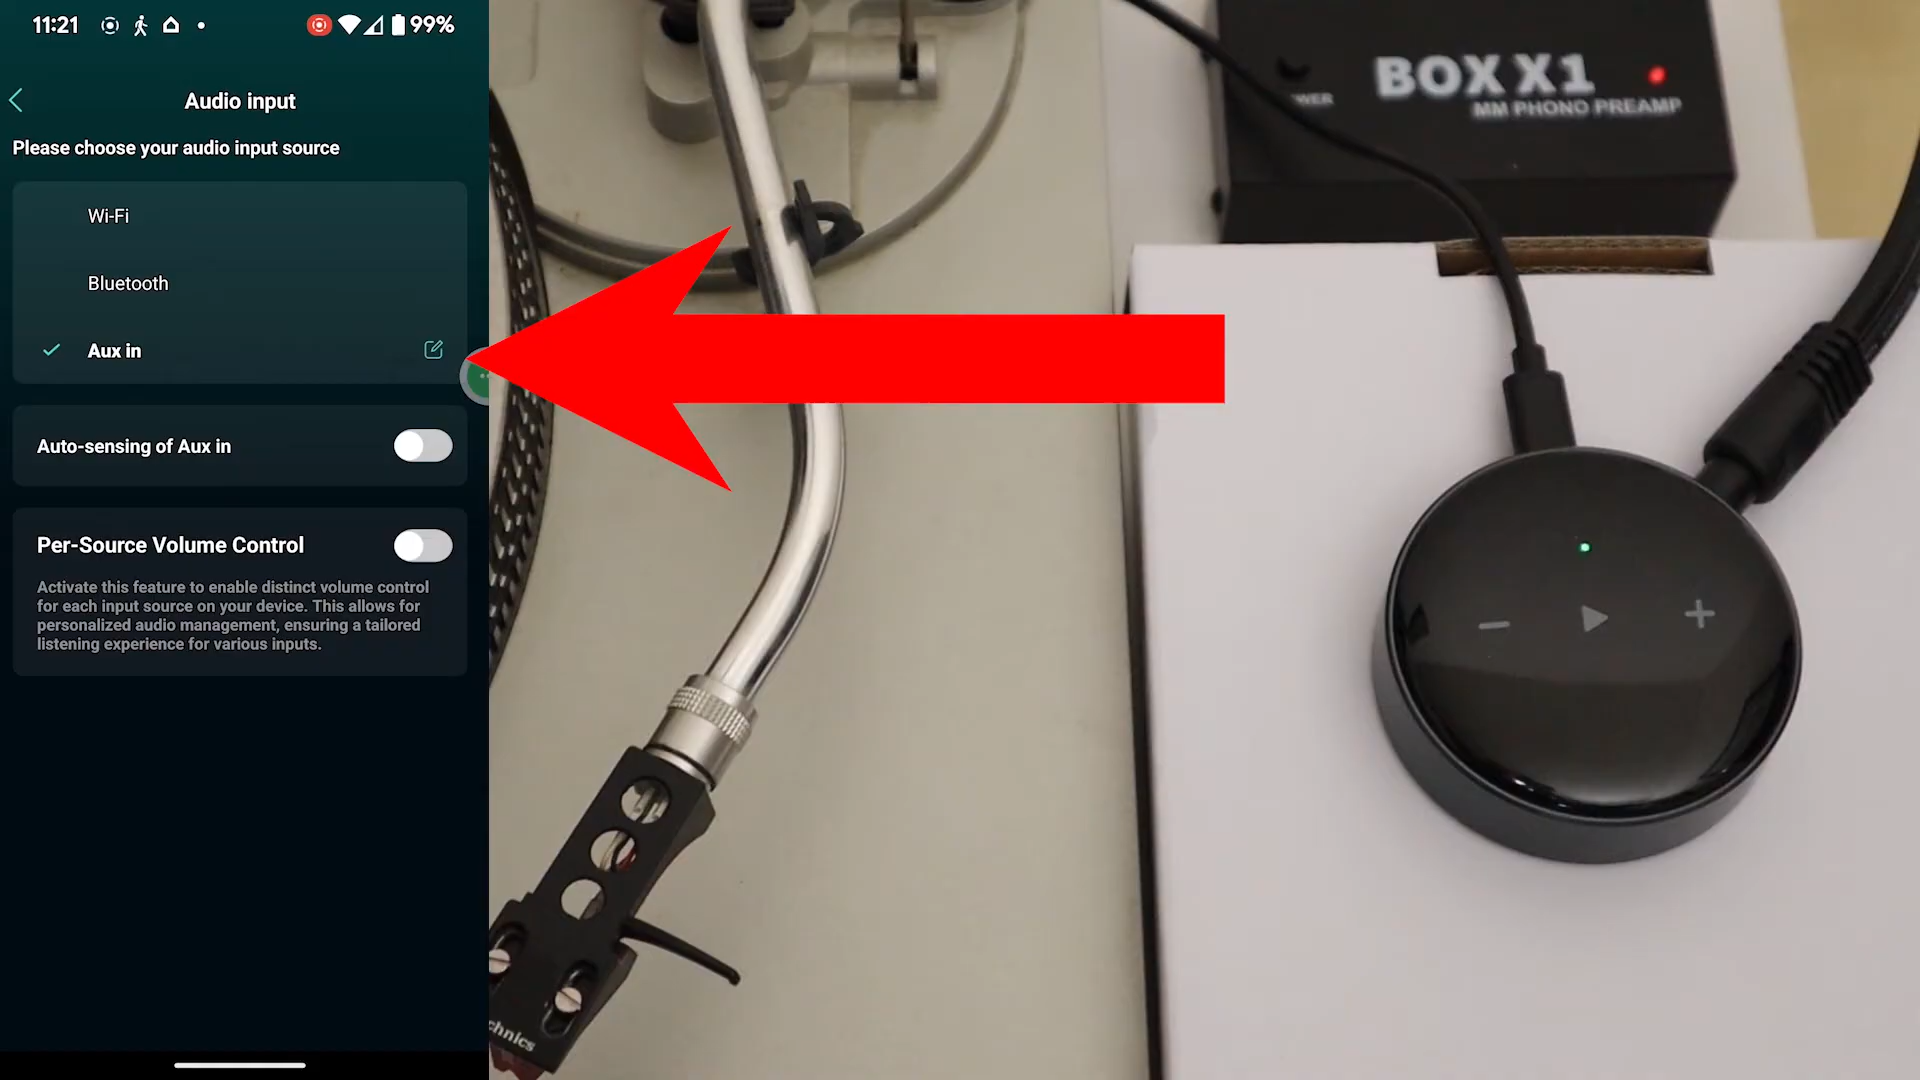 11:21
99%
Audio input
Please choose your audio input source
Wi-Fi
Bluetooth
Aux in
Auto-sensing of Aux in
Per-Source Volume Control
Activate this feature to enable distinct volume control
for each input source on your device. This allows for
personalized audio management, ensuring a tailored
listening experience for various inputs.
BOX X1
MM PHONO PREAMP